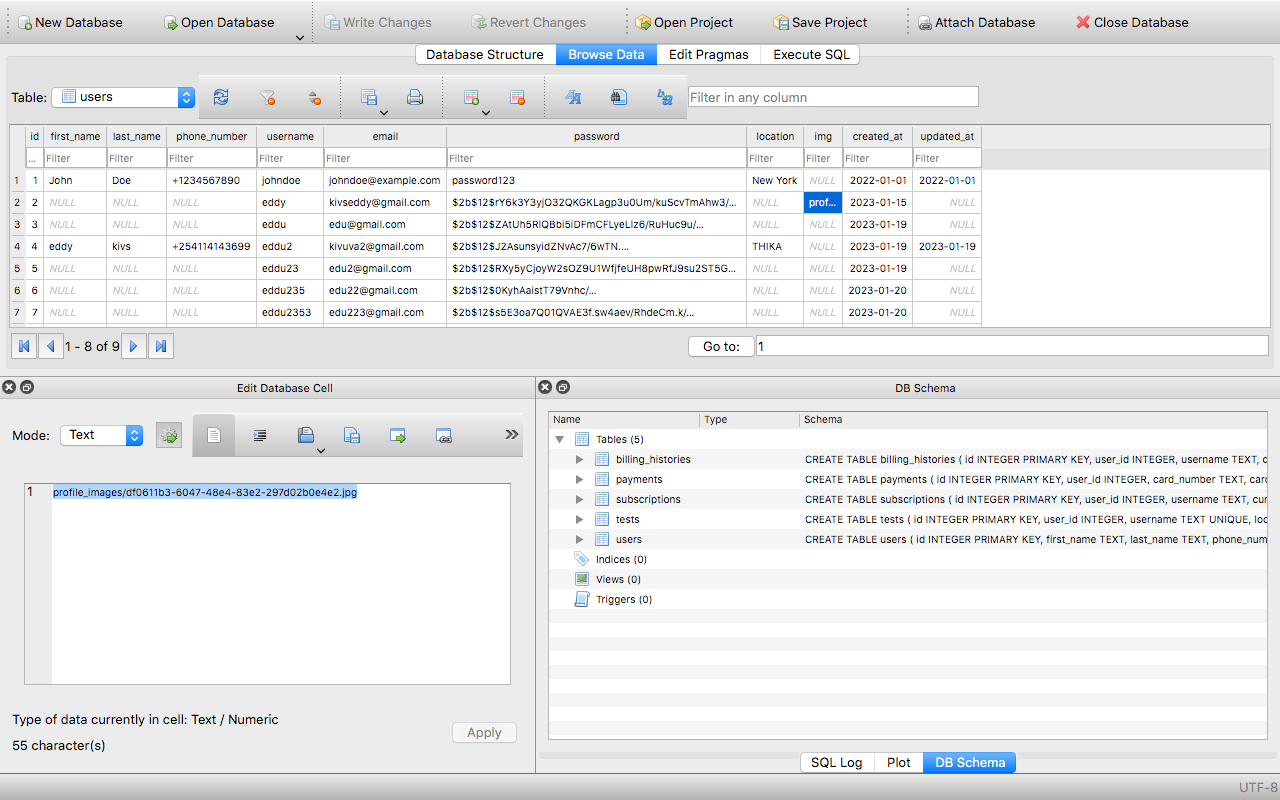 New Database Open Database Write Changes Revert Changes Open Project Save Project Attach Database Close Database
Database Structure Browse Data Edit Pragmas Execute SQL
Table: users Filter in any column
id first_name last_name phone_number username email password location img created_at updated_at
... Filter Filter Filter Filter Filter Filter Filter Filter Filter Filter
1 1 John Doe +1234567890 johndoe johndoe@example.com password123 New York NULL 2022-01-01 2022-01-01
2 2 NULL NULL NULL eddy kivseddy@gmail.com $2b$12$rY6k3Y3yjO32QKGKLagp3u0Um/kuScvTmAhw3/... NULL prof... 2023-01-15 NULL
3 3 NULL NULL NULL eddu edu@gmail.com $2b$12$ZAtUh5RlQBbi5iDFmCFLyeLIz6/RuHuc9u/... NULL NULL 2023-01-19 NULL
4 4 eddy kivs +254114143699 eddu2 kivuva2@gmail.com $2b$12$J2AsunsyidZNvAc7/6wTN.... THIKA NULL 2023-01-19 2023-01-19
5 5 NULL NULL NULL eddu23 edu2@gmail.com $2b$12$RXy5yCjoyW2sOZ9U1WfjfeUH8pwRfJ9su2ST5G... NULL NULL 2023-01-19 NULL
6 6 NULL NULL NULL eddu235 edu22@gmail.com $2b$12$0KyhAaistT79Vnhc/... NULL NULL 2023-01-20 NULL
7 7 NULL NULL NULL eddu2353 edu223@gmail.com $2b$12$s5E3oa7Q01QVAE3f.sw4aev/RhdeCm.k/... NULL NULL 2023-01-20 NULL
1 - 8 of 9 Go to: 1
Edit Database Cell
Mode: Text
1 profile_images/df0611b3-6047-48e4-83e2-297d02b0e4e2.jpg
Type of data currently in cell: Text / Numeric
55 character(s)
Apply
DB Schema
Name Type Schema
Tables (5)
billing_histories CREATE TABLE billing_histories ( id INTEGER PRIMARY KEY, user_id INTEGER, username TEXT, c
payments CREATE TABLE payments ( id INTEGER PRIMARY KEY, user_id INTEGER, card_number TEXT, card
subscriptions CREATE TABLE subscriptions ( id INTEGER PRIMARY KEY, user_id INTEGER, username TEXT, cur
tests CREATE TABLE tests ( id INTEGER PRIMARY KEY, user_id INTEGER, username TEXT UNIQUE, loc
users CREATE TABLE users ( id INTEGER PRIMARY KEY, first_name TEXT, last_name TEXT, phone_num
Indices (0)
Views (0)
Triggers (0)
SQL Log Plot DB Schema
UTF-8